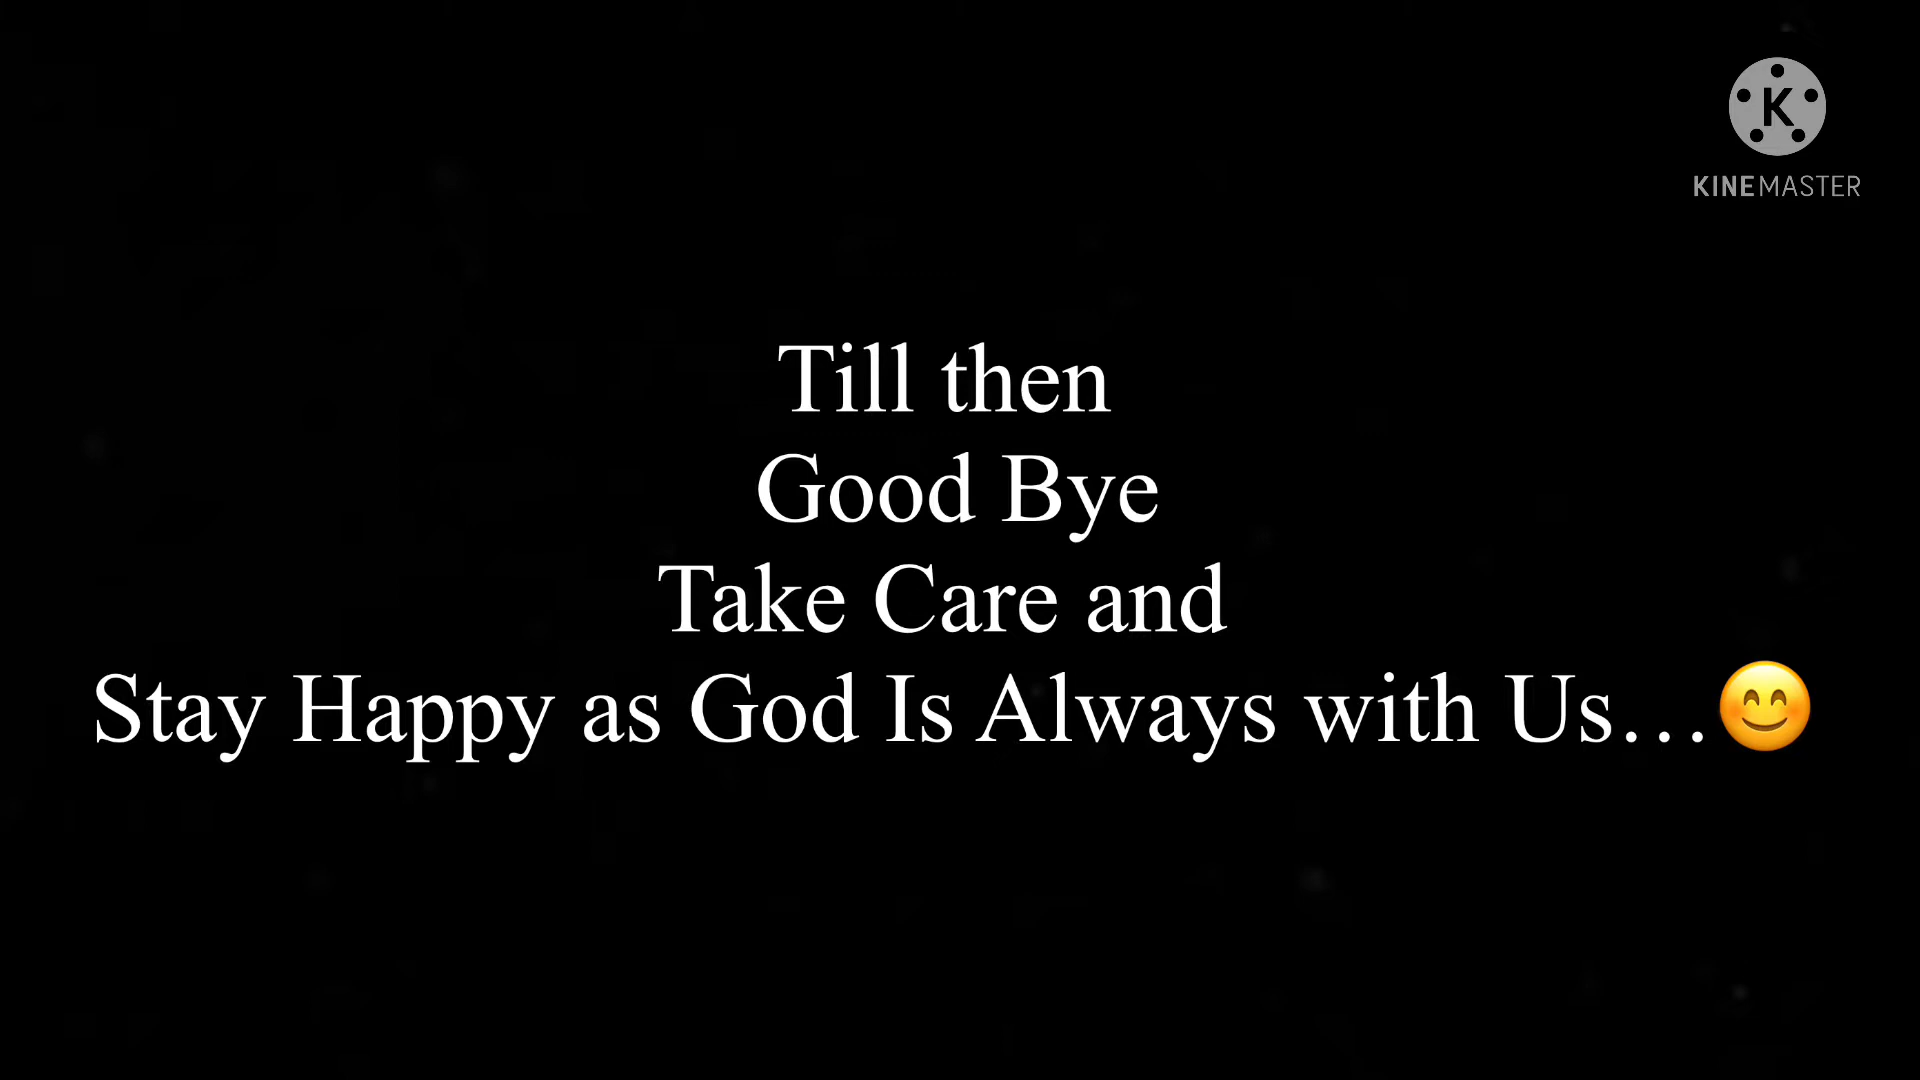 K
KINEMASTER
Till then
Good Bye
Take Care and
Stay Happy as God Is Always with Us…😊